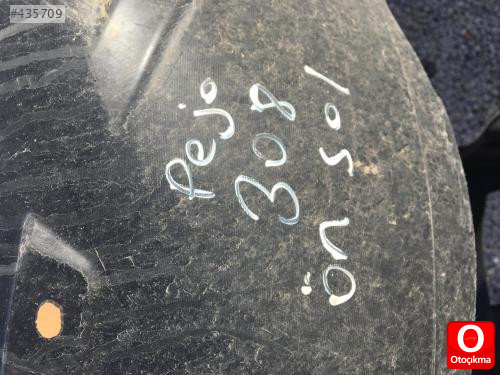 #435709
Pejo
308
ön sol
O
Otoçıkma